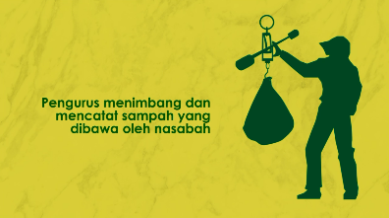 Pengurus menimbang dan
mencatat sampah yang
dibawa oleh nasabah